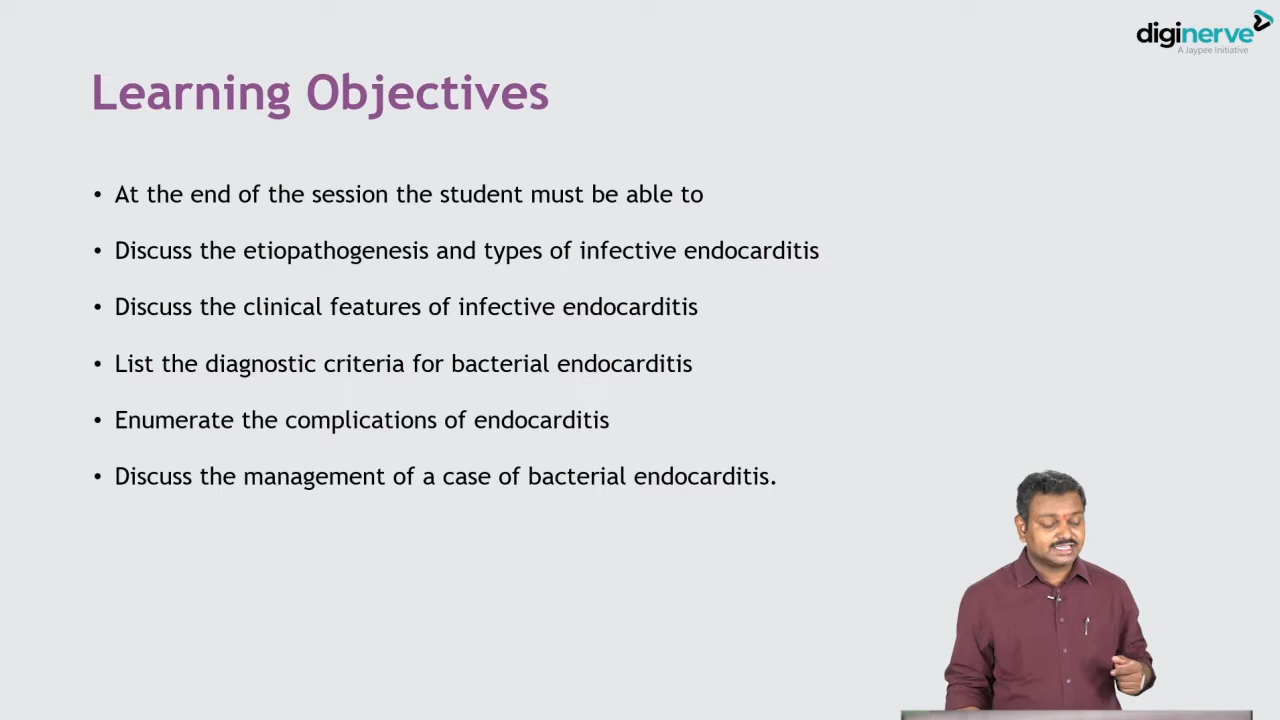 diginerve
A Jaypee Initiative
Learning Objectives
• At the end of the session the student must be able to
• Discuss the etiopathogenesis and types of infective endocarditis
• Discuss the clinical features of infective endocarditis
• List the diagnostic criteria for bacterial endocarditis
• Enumerate the complications of endocarditis
• Discuss the management of a case of bacterial endocarditis.